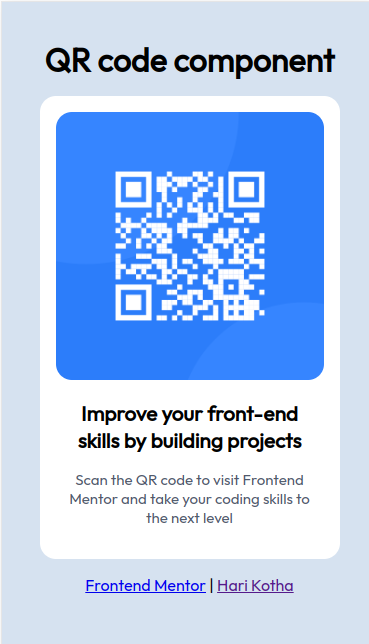 QR code component
Improve your front-end
skills by building projects
Scan the QR code to visit Frontend
Mentor and take your coding skills to
the next level
Frontend Mentor | Hari Kotha